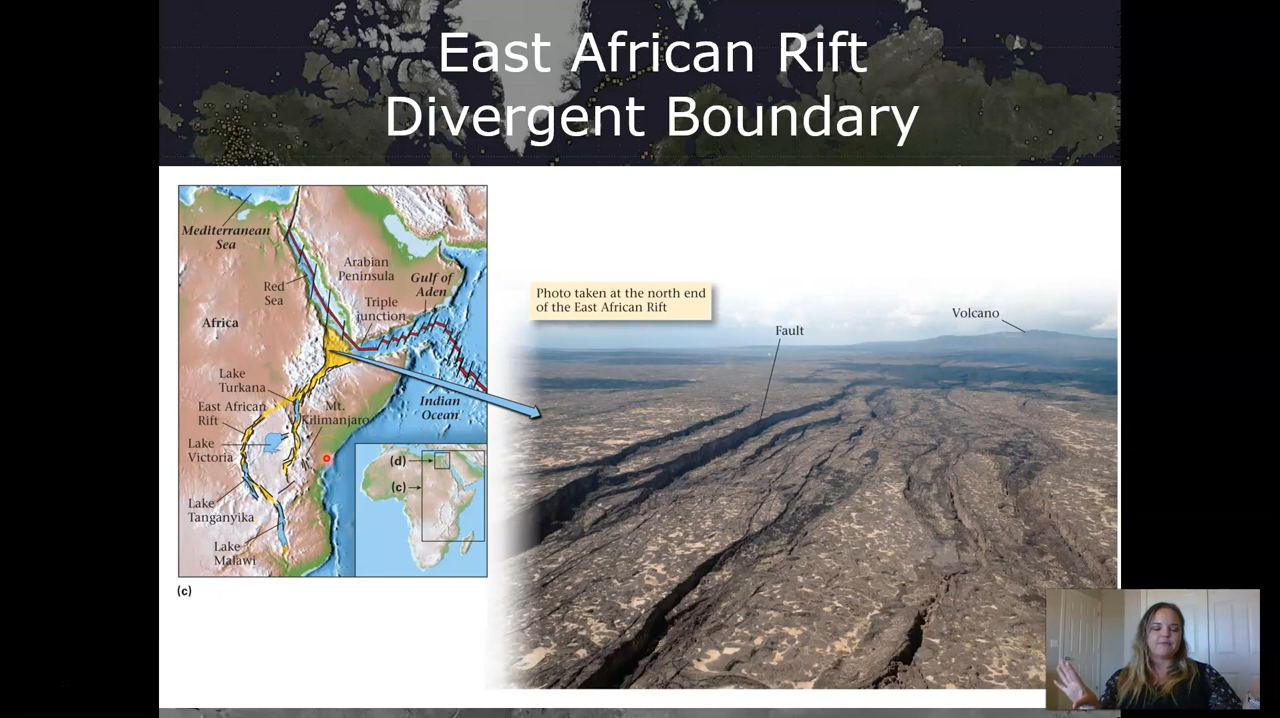 East African Rift
Divergent Boundary
Mediterranean
Sea
Arabian
Peninsula
Gulf of
Aden
Red
Sea
Triple
junction
Africa
Lake
Turkana
East African
Rift
Mt.
Kilimanjaro
Indian
Ocean
Lake
Victoria
(d)
(c)
Lake
Tanganyika
Lake
Malawi
(c)
Photo taken at the north end
of the East African Rift
Fault
Volcano